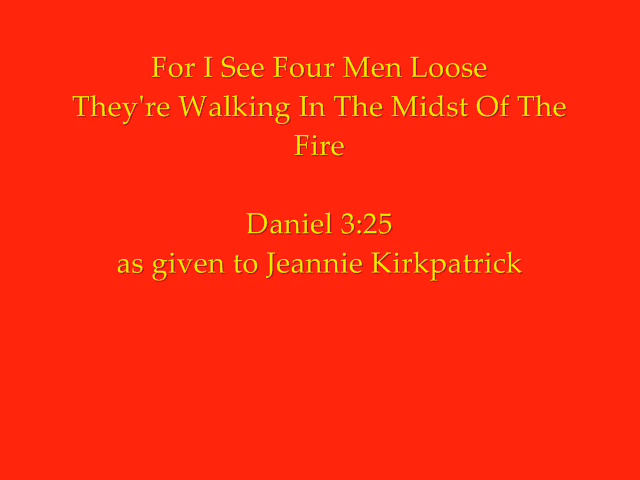 For I See Four Men Loose
They're Walking In The Midst Of The
Fire
Daniel 3:25
as given to Jeannie Kirkpatrick